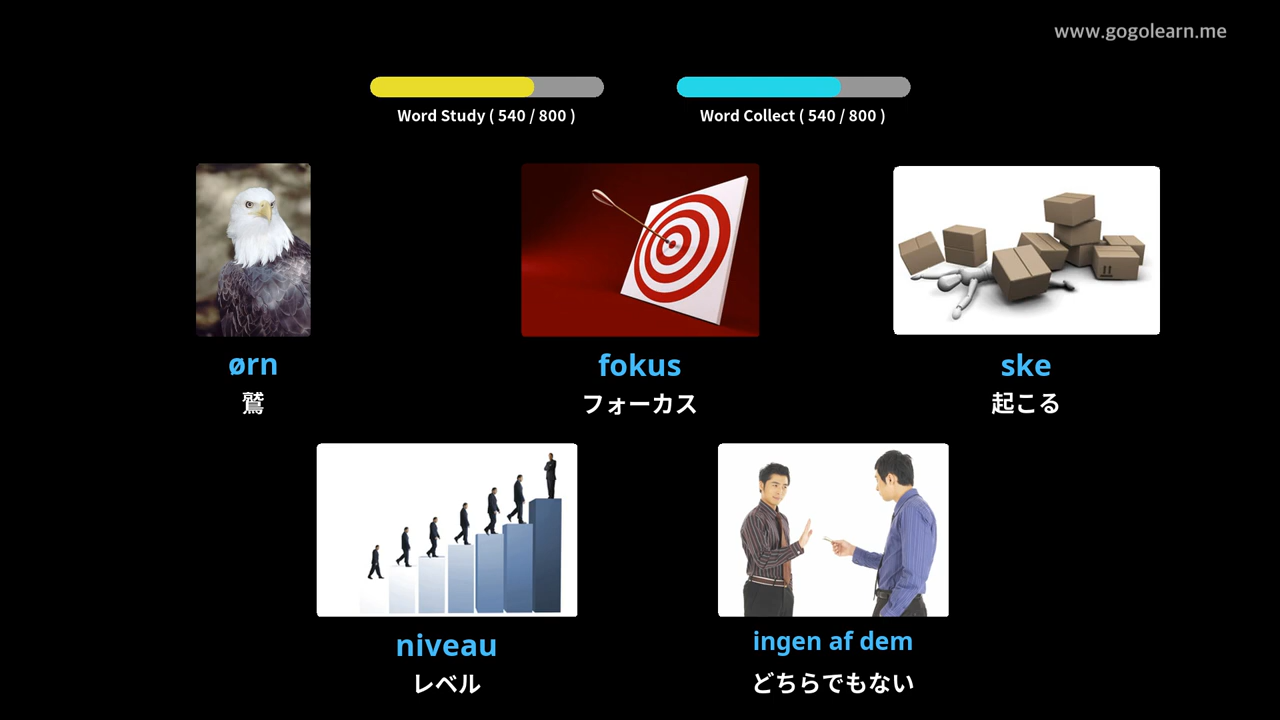 www.gogolearn.me
Word Study ( 540 / 800 )
Word Collect ( 540 / 800 )
ørn
鷲
fokus
フォーカス
ske
起こる
niveau
レベル
ingen af dem
どちらでもない